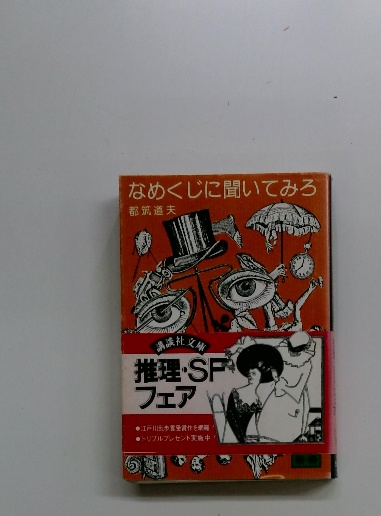 なめくじに聞いてみろ
都筑道夫
講談社文庫
推理・SF
フェア
●江戸川乱歩賞受賞作を網羅!
●トリプルプレゼント実施中!